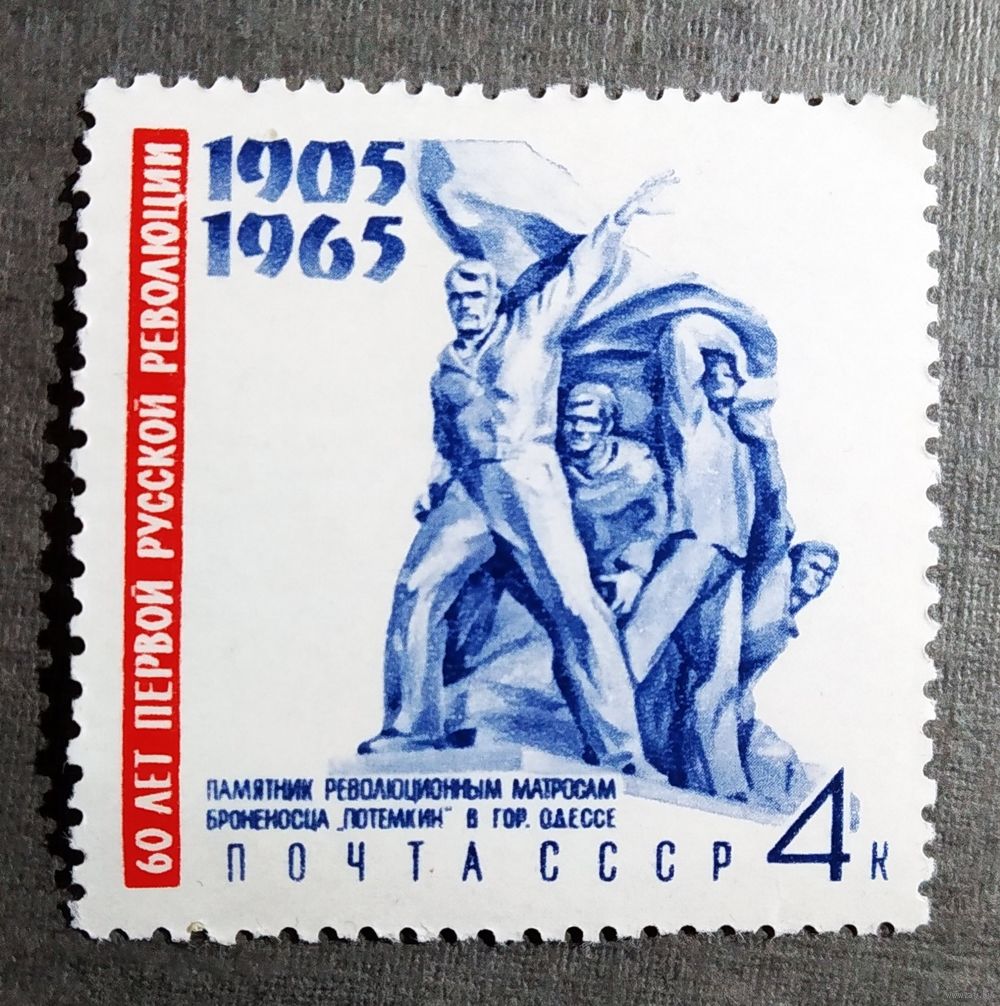 60 ЛЕТ ПЕРВОЙ РУССКОЙ РЕВОЛЮЦИИ
1905
1965
ПАМЯТНИК РЕВОЛЮЦИОННЫМ МАТРОСАМ
БРОНЕНОСЦА „ПОТЕМКИН" В ГОР. ОДЕССЕ
ПОЧТА СССР 4 К